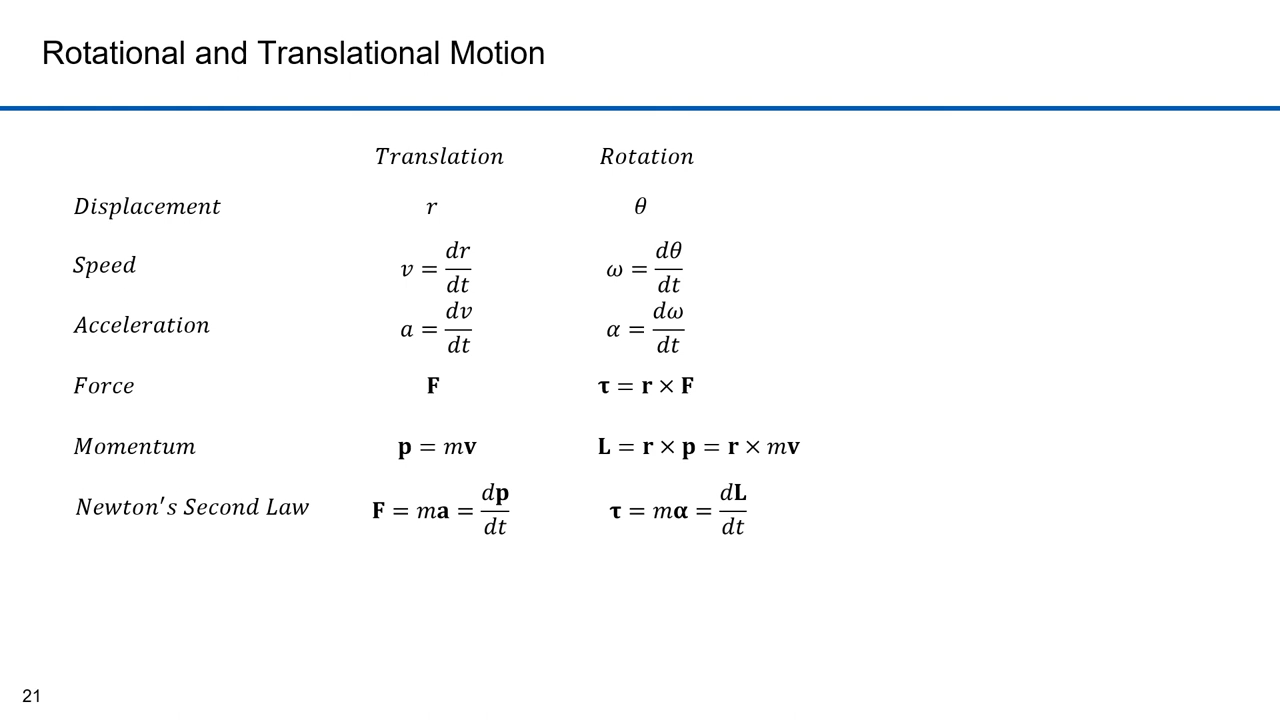 Rotational and Translational Motion
Translation Rotation
Displacement r θ
Speed v = dr/dt ω = dθ/dt
Acceleration a = dv/dt α = dω/dt
Force F τ = r × F
Momentum p = mv L = r × p = r × mv
Newton′s Second Law F = ma = dp/dt τ = mα = dL/dt
21